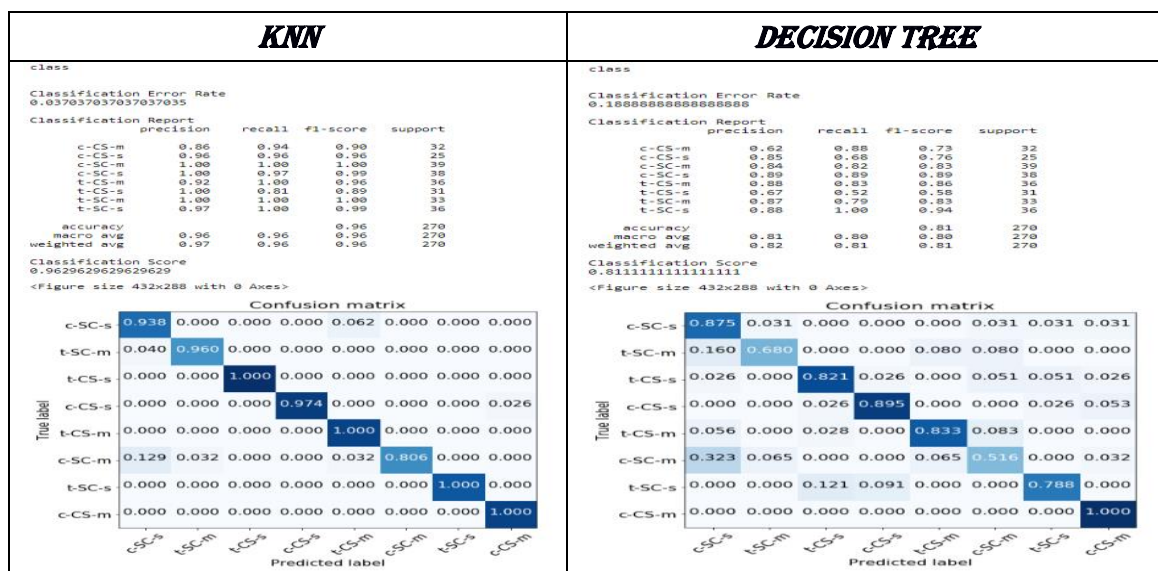 KNN
class
Classification Error Rate
0.037037037037037035
Classification Report
precision recall f1-score support
c-CS-m 0.86 0.94 0.90 32
c-CS-s 0.96 0.96 0.96 25
c-SC-m 1.00 1.00 1.00 39
c-SC-s 1.00 0.97 0.99 38
t-CS-m 0.92 1.00 0.96 36
t-CS-s 1.00 0.81 0.89 31
t-SC-m 1.00 1.00 1.00 33
t-SC-s 0.97 1.00 0.99 36
accuracy 0.96 270
macro avg 0.96 0.96 0.96 270
weighted avg 0.97 0.96 0.96 270
Classification Score
0.9629629629629629
<Figure size 432x288 with 0 Axes>
Confusion matrix
c-SC-s 0.938 0.000 0.000 0.000 0.062 0.000 0.000 0.000
t-SC-m 0.040 0.960 0.000 0.000 0.000 0.000 0.000 0.000
t-CS-s 0.000 0.000 1.000 0.000 0.000 0.000 0.000 0.000
c-CS-s 0.000 0.000 0.000 0.974 0.000 0.000 0.000 0.026
t-CS-m 0.000 0.000 0.000 0.000 1.000 0.000 0.000 0.000
c-SC-m 0.129 0.032 0.000 0.000 0.032 0.806 0.000 0.000
t-SC-s 0.000 0.000 0.000 0.000 0.000 0.000 1.000 0.000
c-CS-m 0.000 0.000 0.000 0.000 0.000 0.000 0.000 1.000
True label
c-SC-s t-SC-m t-CS-s c-CS-s t-CS-m c-SC-m t-SC-s c-CS-m
Predicted label
DECISION TREE
class
Classification Error Rate
0.18888888888888888
Classification Report
precision recall f1-score support
c-CS-m 0.62 0.88 0.73 32
c-CS-s 0.85 0.68 0.76 25
c-SC-m 0.84 0.82 0.83 39
c-SC-s 0.89 0.89 0.89 38
t-CS-m 0.88 0.83 0.86 36
t-CS-s 0.67 0.52 0.58 31
t-SC-m 0.87 0.79 0.83 33
t-SC-s 0.88 1.00 0.94 36
accuracy 0.81 270
macro avg 0.81 0.80 0.80 270
weighted avg 0.82 0.81 0.81 270
Classification Score
0.8111111111111111
<Figure size 432x288 with 0 Axes>
Confusion matrix
c-SC-s 0.875 0.031 0.000 0.000 0.000 0.031 0.031 0.031
t-SC-m 0.160 0.680 0.000 0.000 0.080 0.080 0.000 0.000
t-CS-s 0.026 0.000 0.821 0.026 0.000 0.051 0.051 0.026
c-CS-s 0.000 0.000 0.026 0.895 0.000 0.000 0.026 0.053
t-CS-m 0.056 0.000 0.028 0.000 0.833 0.083 0.000 0.000
c-SC-m 0.323 0.065 0.000 0.000 0.065 0.516 0.000 0.032
t-SC-s 0.000 0.000 0.121 0.091 0.000 0.000 0.788 0.000
c-CS-m 0.000 0.000 0.000 0.000 0.000 0.000 0.000 1.000
True label
c-SC-s t-SC-m t-CS-s c-CS-s t-CS-m c-SC-m t-SC-s c-CS-m
Predicted label